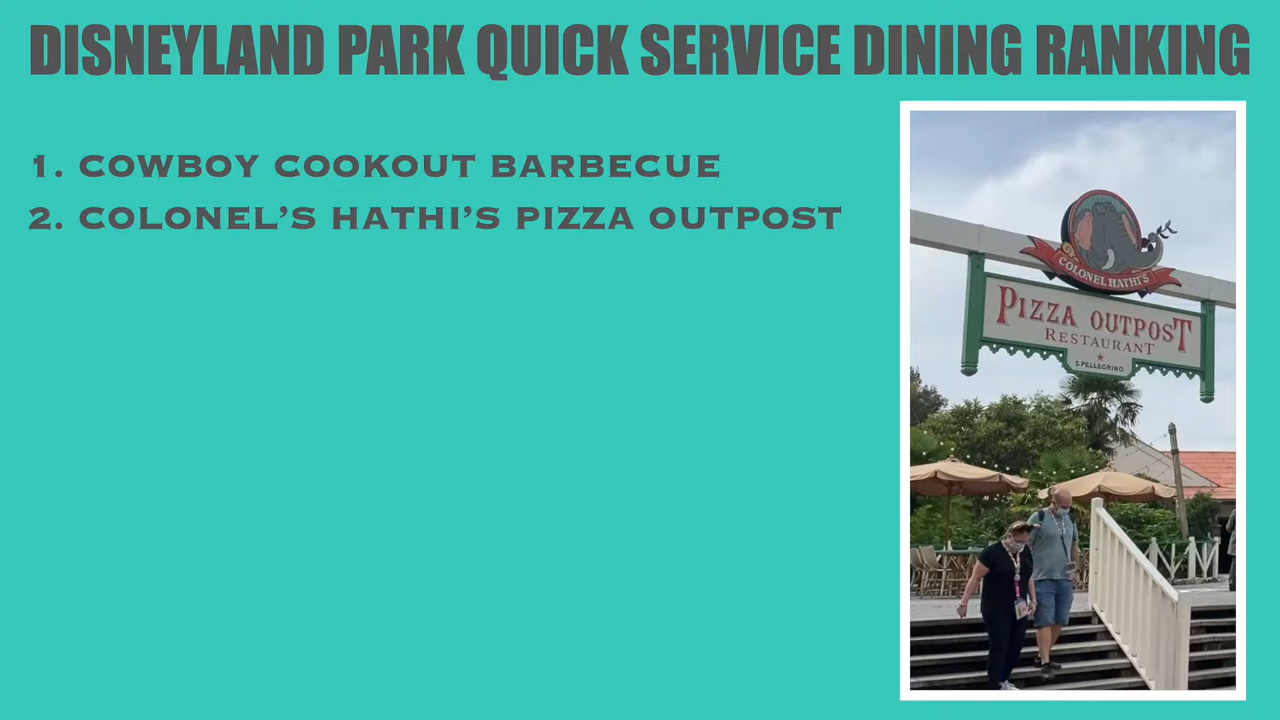 DISNEYLAND PARK QUICK SERVICE DINING RANKING
1. COWBOY COOKOUT BARBECUE
2. COLONEL’S HATHI’S PIZZA OUTPOST
COLONEL HATHI'S
PIZZA OUTPOST
RESTAURANT
S.PELLEGRINO